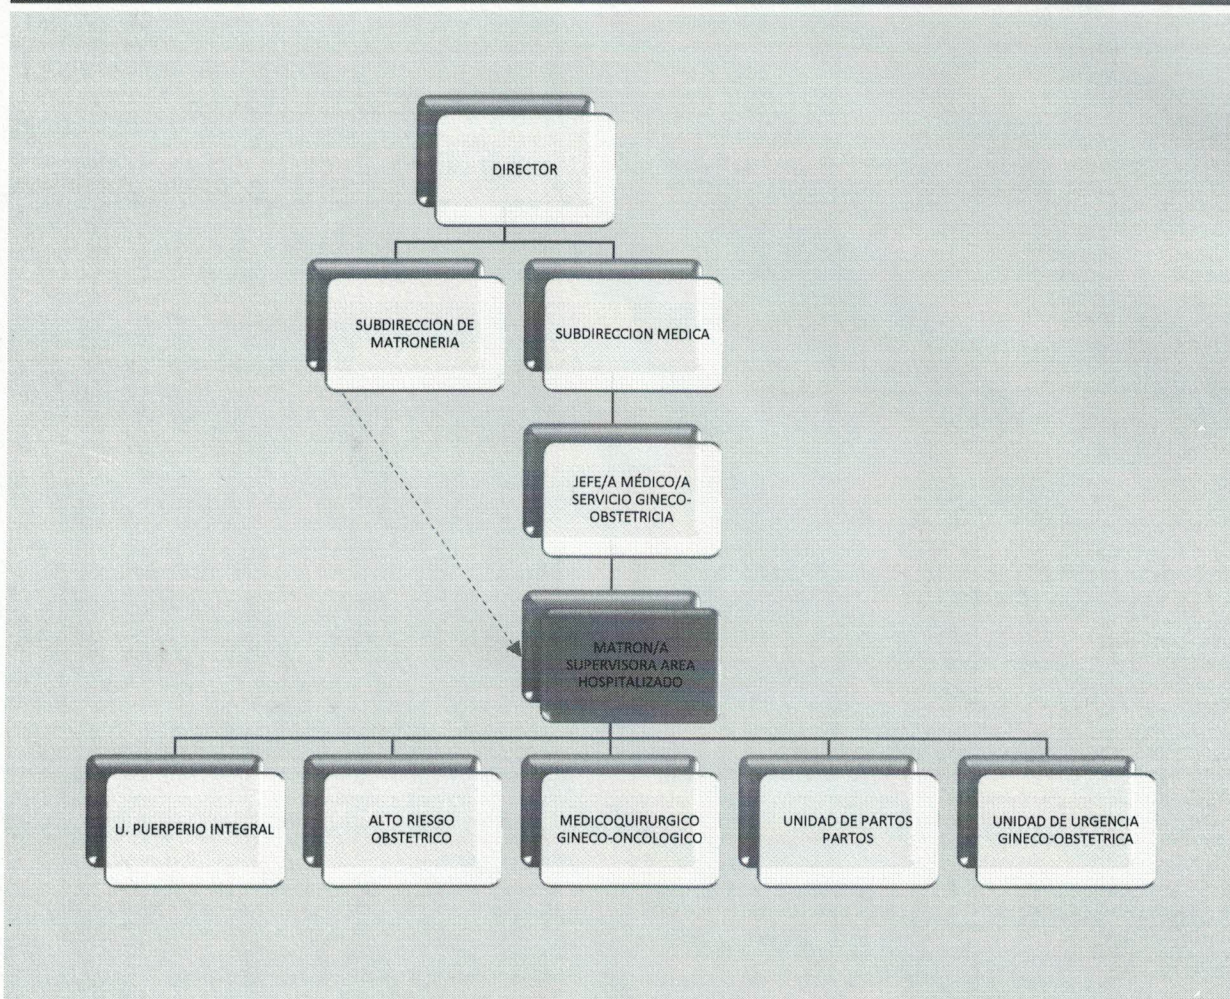 DIRECTOR
SUBDIRECCION DE
MATRONERIA
SUBDIRECCION MEDICA
JEFE/A MÉDICO/A
SERVICIO GINECO-
OBSTETRICIA
MATRON/A
SUPERVISORA AREA
HOSPITALIZADO
U. PUERPERIO INTEGRAL
ALTO RIESGO
OBSTETRICO
MEDICOQUIRURGICO
GINECO-ONCOLOGICO
UNIDAD DE PARTOS
PARTOS
UNIDAD DE URGENCIA
GINECO-OBSTETRICA